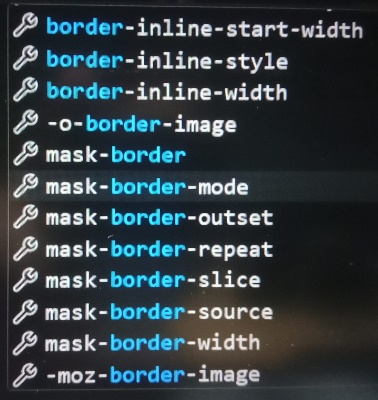 border-inline-start-width
border-inline-style
border-inline-width
-o-border-image
mask-border
mask-border-mode
mask-border-outset
mask-border-repeat
mask-border-slice
mask-border-source
mask-border-width
-moz-border-image